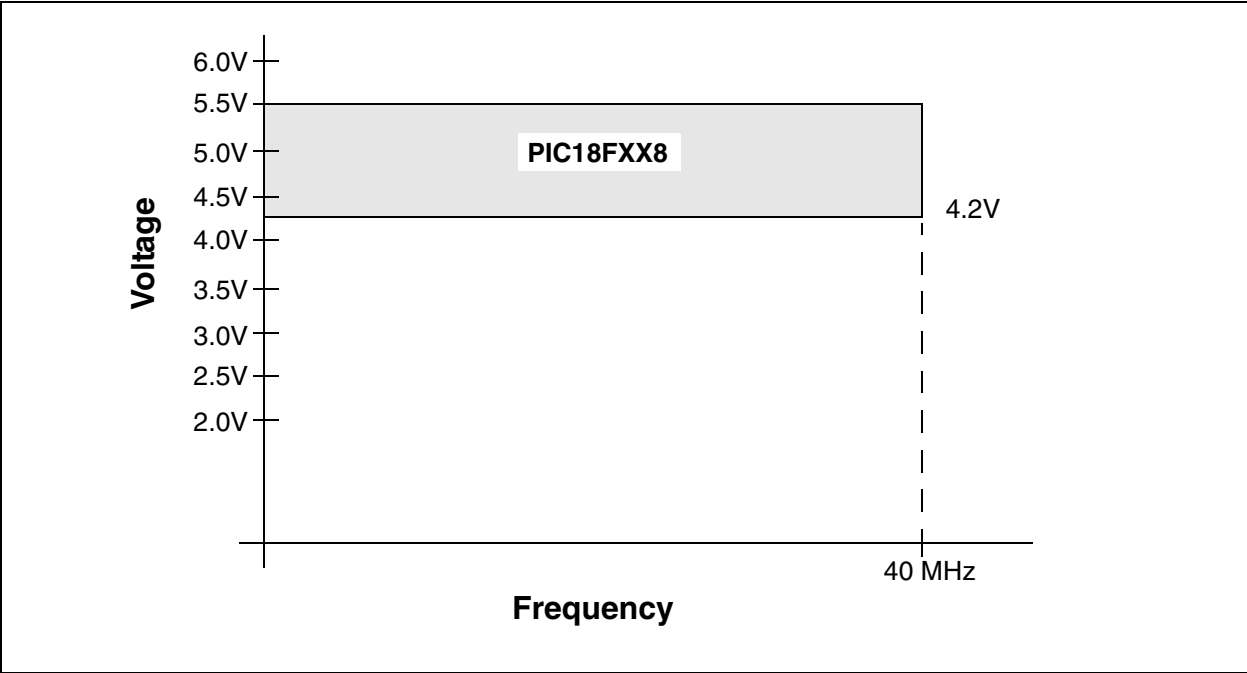 6.0V
5.5V
5.0V
4.5V
4.0V
3.5V
3.0V
2.5V
2.0V
Voltage
PIC18FXX8
4.2V
40 MHz
Frequency